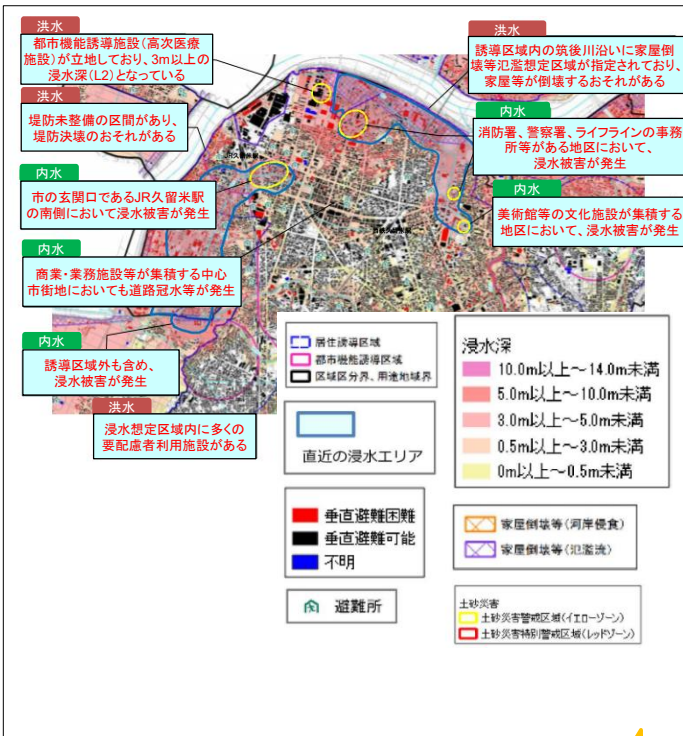 洪水
都市機能誘導施設(高次医療
施設)が立地しており、3m以上の
浸水深(L2)となっている
洪水
誘導区域内の筑後川沿いに家屋倒
壊等氾濫想定区域が指定されており、
家屋等が倒壊するおそれがある
洪水
堤防未整備の区間があり、
堤防決壊のおそれがある
内水
消防署、警察署、ライフラインの事務
所等がある地区において、
浸水被害が発生
JR久留米駅
内水
市の玄関口であるJR久留米駅
の南側において浸水被害が発生
内水
美術館等の文化施設が集積する
地区において、浸水被害が発生
内水
商業・業務施設等が集積する中心
市街地においても道路冠水等が発生
内水
誘導区域外も含め、
浸水被害が発生
洪水
浸水想定区域内に多くの
要配慮者利用施設がある
居住誘導区域
都市機能誘導区域
区域区分界、用途地域界
直近の浸水エリア
垂直避難困難
垂直避難可能
不明
避難所
浸水深
10.0m以上～14.0m未満
5.0m以上～10.0m未満
3.0m以上～5.0m未満
0.5m以上～3.0m未満
0m以上～0.5m未満
家屋倒壊等(河岸侵食)
家屋倒壊等(氾濫流)
土砂災害
土砂災害警戒区域(イエローゾーン)
土砂災害特別警戒区域(レッドゾーン)